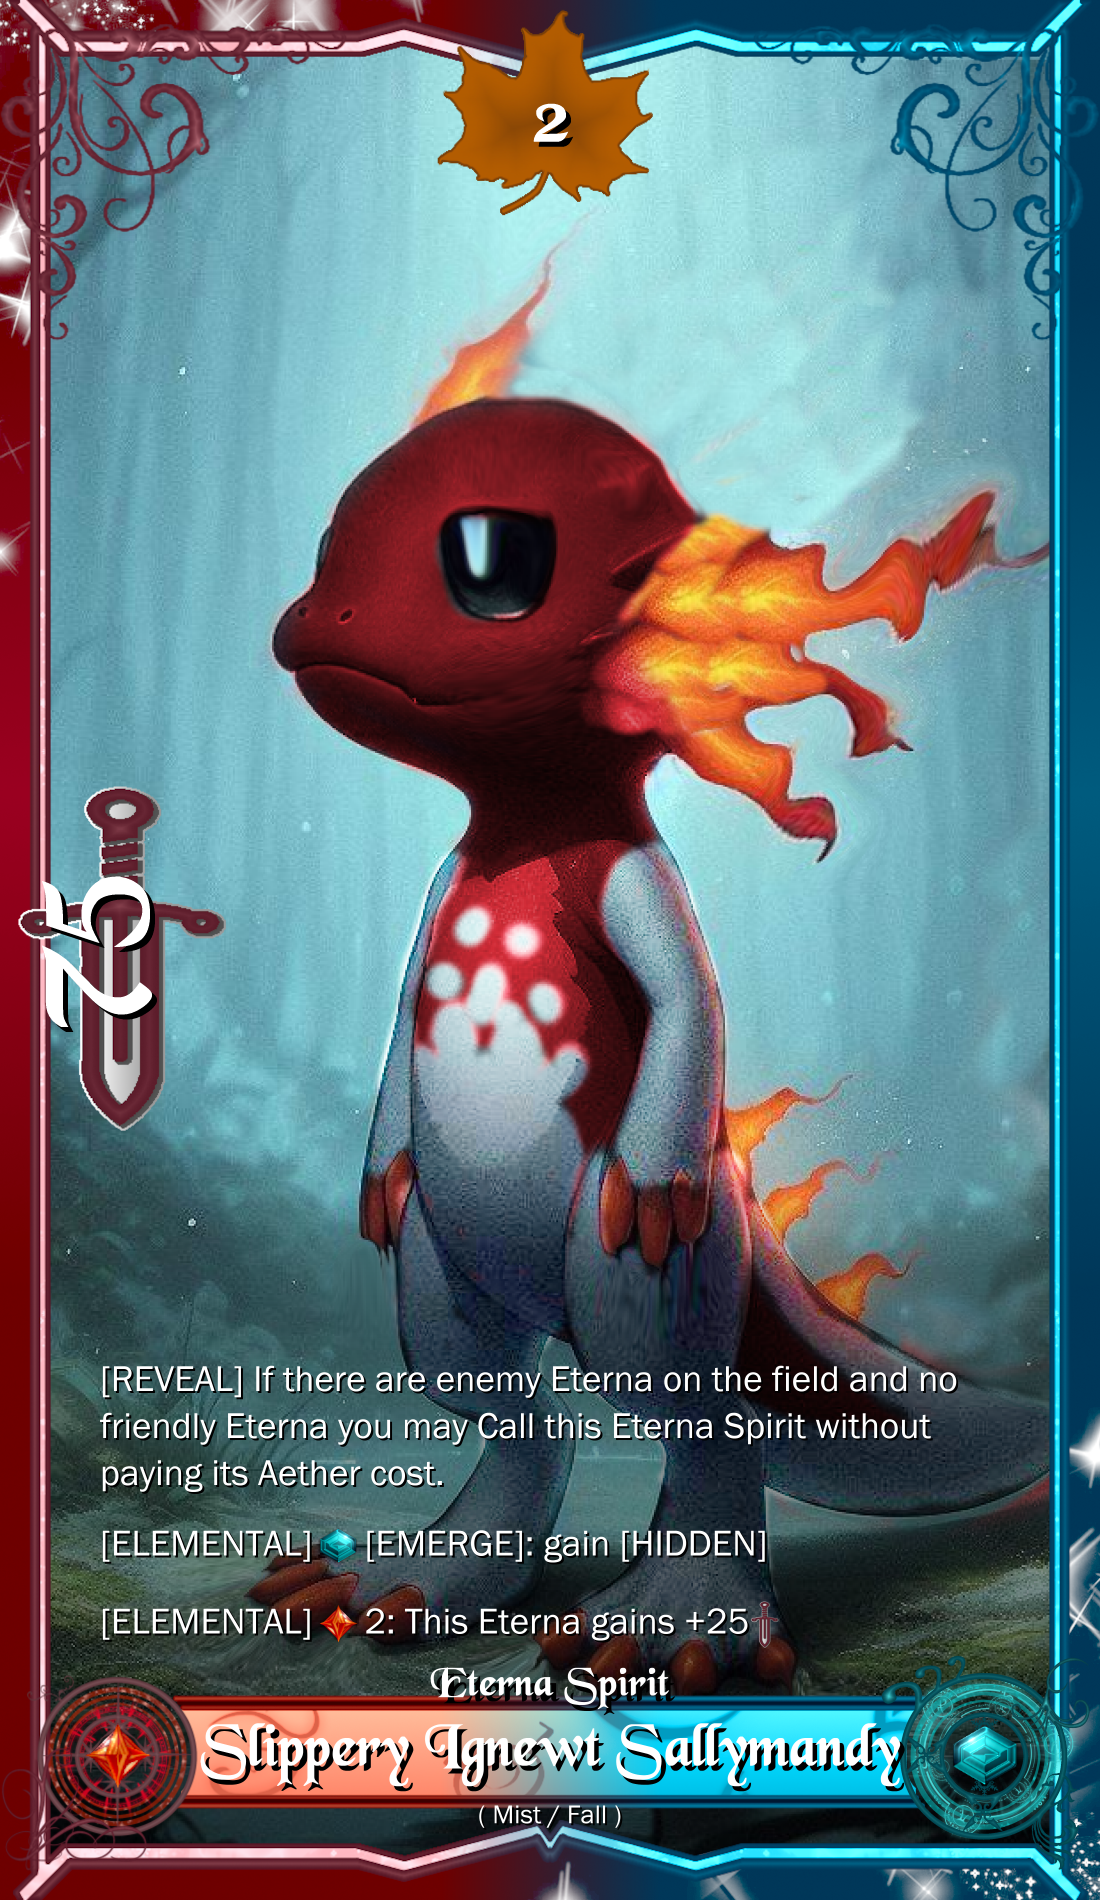 2
75
[REVEAL] If there are enemy Eterna on the field and no
friendly Eterna you may Call this Eterna Spirit without
paying its Aether cost.
[ELEMENTAL] [EMERGE]: gain [HIDDEN]
[ELEMENTAL] 2: This Eterna gains +25
Eterna Spirit
Slippery Ignewt Sallymandy
( Mist / Fall )